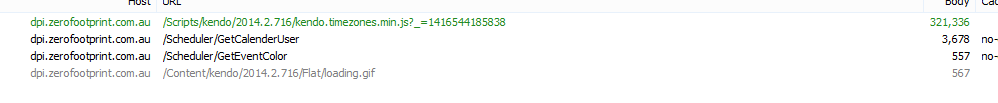 Host URL Body Cac
dpi.zerofootprint.com.au /Scripts/kendo/2014.2.716/kendo.timezones.min.js?_=1416544185838 321,336
dpi.zerofootprint.com.au /Scheduler/GetCalenderUser 3,678 no-
dpi.zerofootprint.com.au /Scheduler/GetEventColor 557 no-
dpi.zerofootprint.com.au /Content/kendo/2014.2.716/Flat/loading.gif 567